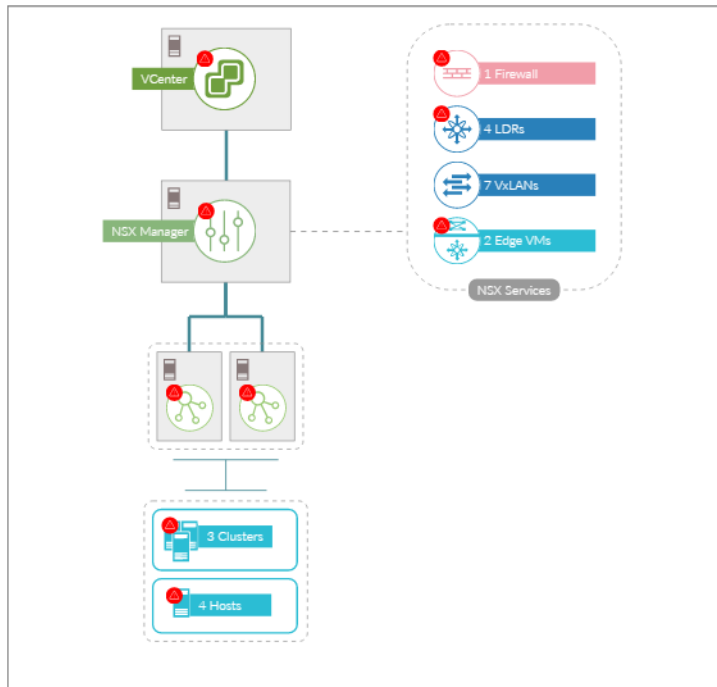 VCenter
NSX Manager
1 Firewall
4 LDRs
7 VxLANs
2 Edge VMs
NSX Services
3 Clusters
4 Hosts